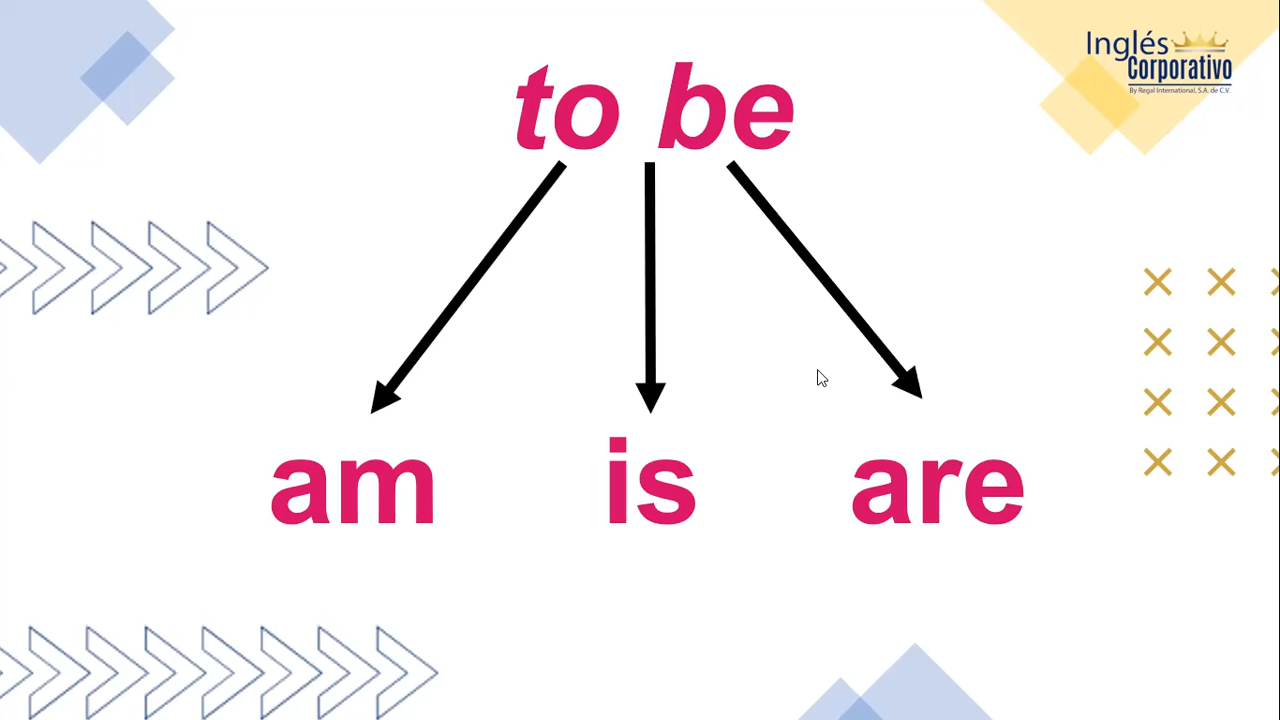 to be
Inglés
Corporativo
By Regal International, S.A. de C.V.
am is are